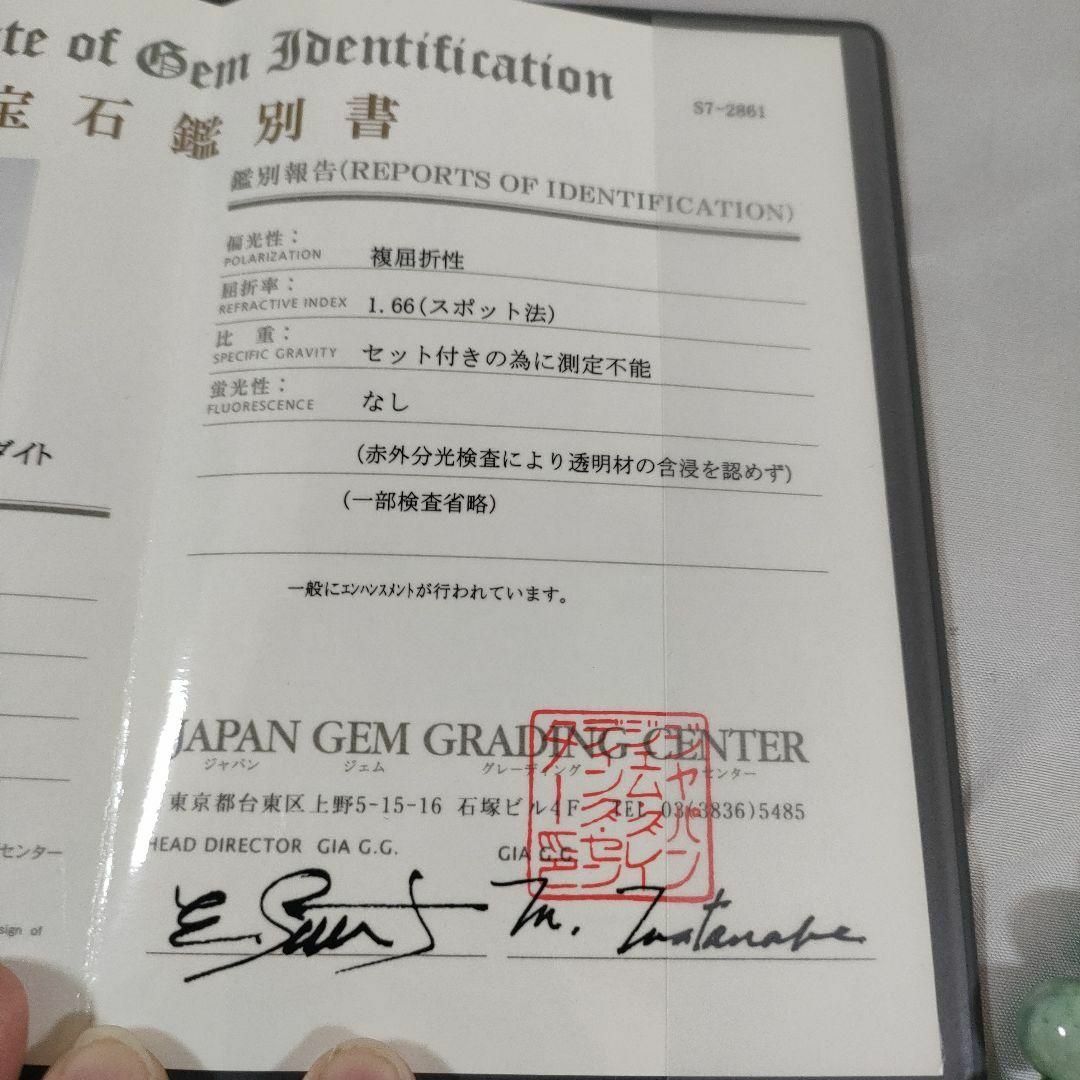 te of Gem Identification
宝石鑑別書
S7-2861
鑑別報告(REPORTS OF IDENTIFICATION)
偏光性：
POLARIZATION
複屈折性
屈折率：
REFRACTIVE INDEX
1.66(スポット法)
比　重：
SPECIFIC GRAVITY
セット付きの為に測定不能
蛍光性：
FLUORESCENCE
なし
(赤外分光検査により透明材の含浸を認めず)
(一部検査省略)
一般にエンハンスメントが行われています。
ダイト
JAPAN GEM GRADING CENTER
ジャパン ジェム グレーディング センター
東京都台東区上野5-15-16 石塚ビル4F TEL 03(3836)5485
HEAD DIRECTOR GIA G.G.
GIA G.G.
M. Watanabe
センター
sign of